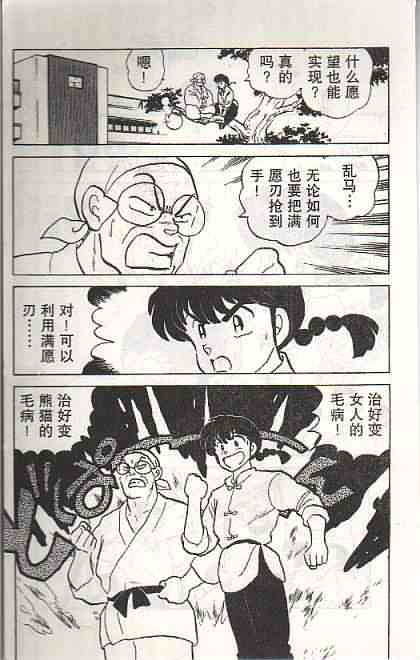 什么愿
望也能
实现？
真的
吗？
嗯！
乱马…
无论如何
也要把满
愿刃抢到
手！
对！可以
利用满愿
刃……
治好变
女人的
毛病！
治好变
熊猫的
毛病！